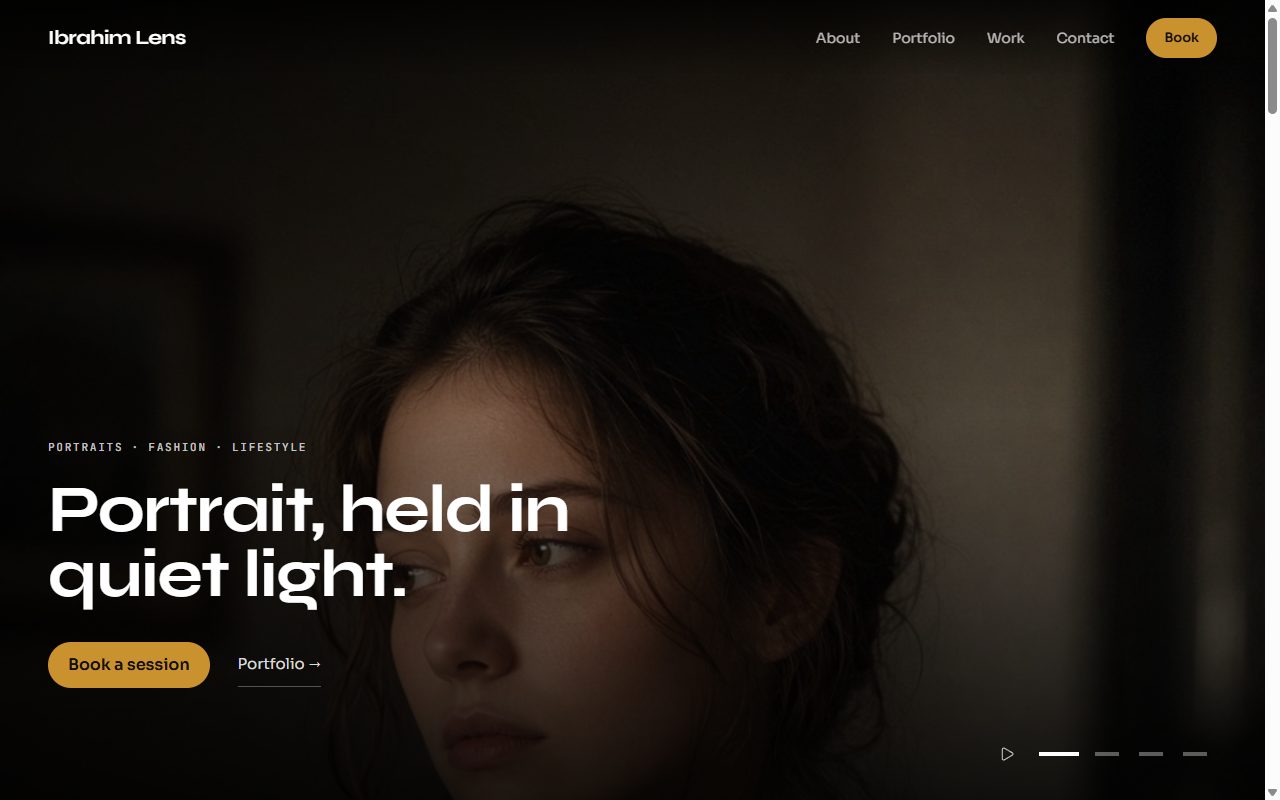 Ibrahim Lens
About
Portfolio
Work
Contact
Book
PORTRAITS · FASHION · LIFESTYLE
Portrait, held in
quiet light.
Book a session
Portfolio →